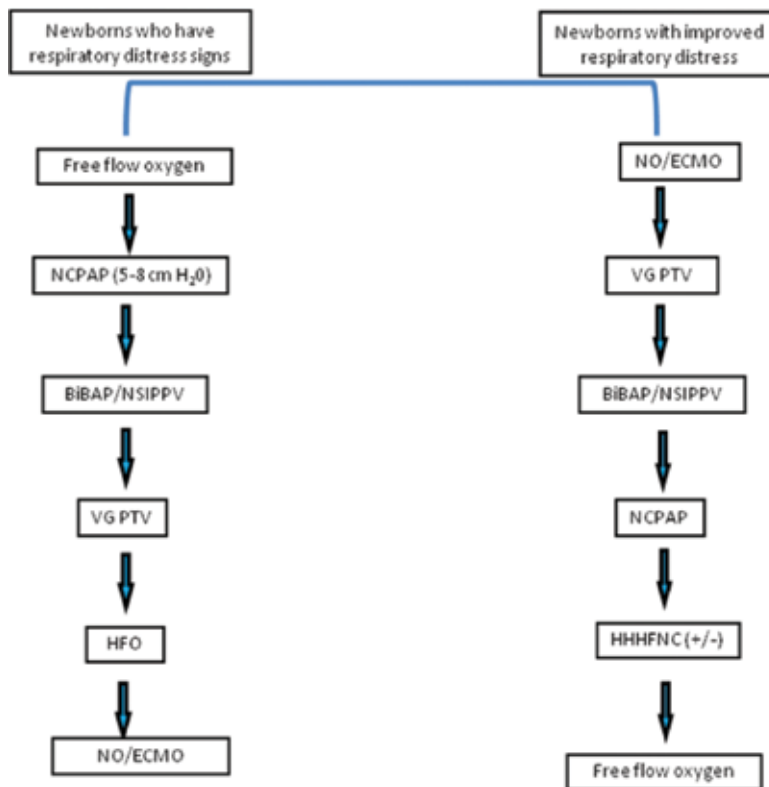 Newborns who have
respiratory distress signs
Free flow oxygen
NCPAP (5-8 cm H₂0)
BiBAP/NSIPPV
VG PTV
HFO
NO/ECMO
Newborns with improved
respiratory distress
NO/ECMO
VG PTV
BiBAP/NSIPPV
NCPAP
HHHFNC (+/-)
Free flow oxygen